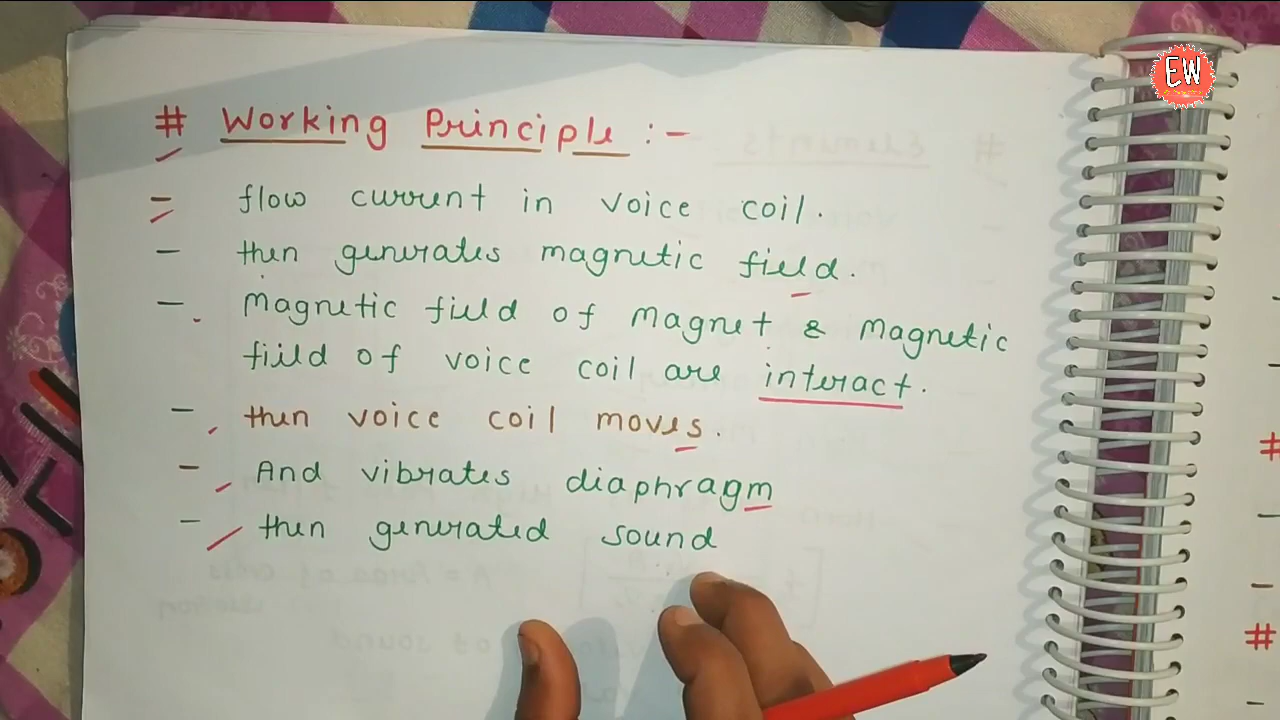 EW
# Working Principle :-
- flow current in voice coil.
- then generates magnetic field.
- Magnetic field of magnet & magnetic
field of voice coil are interact.
- then voice coil moves.
- And vibrates diaphragm
- then generated sound